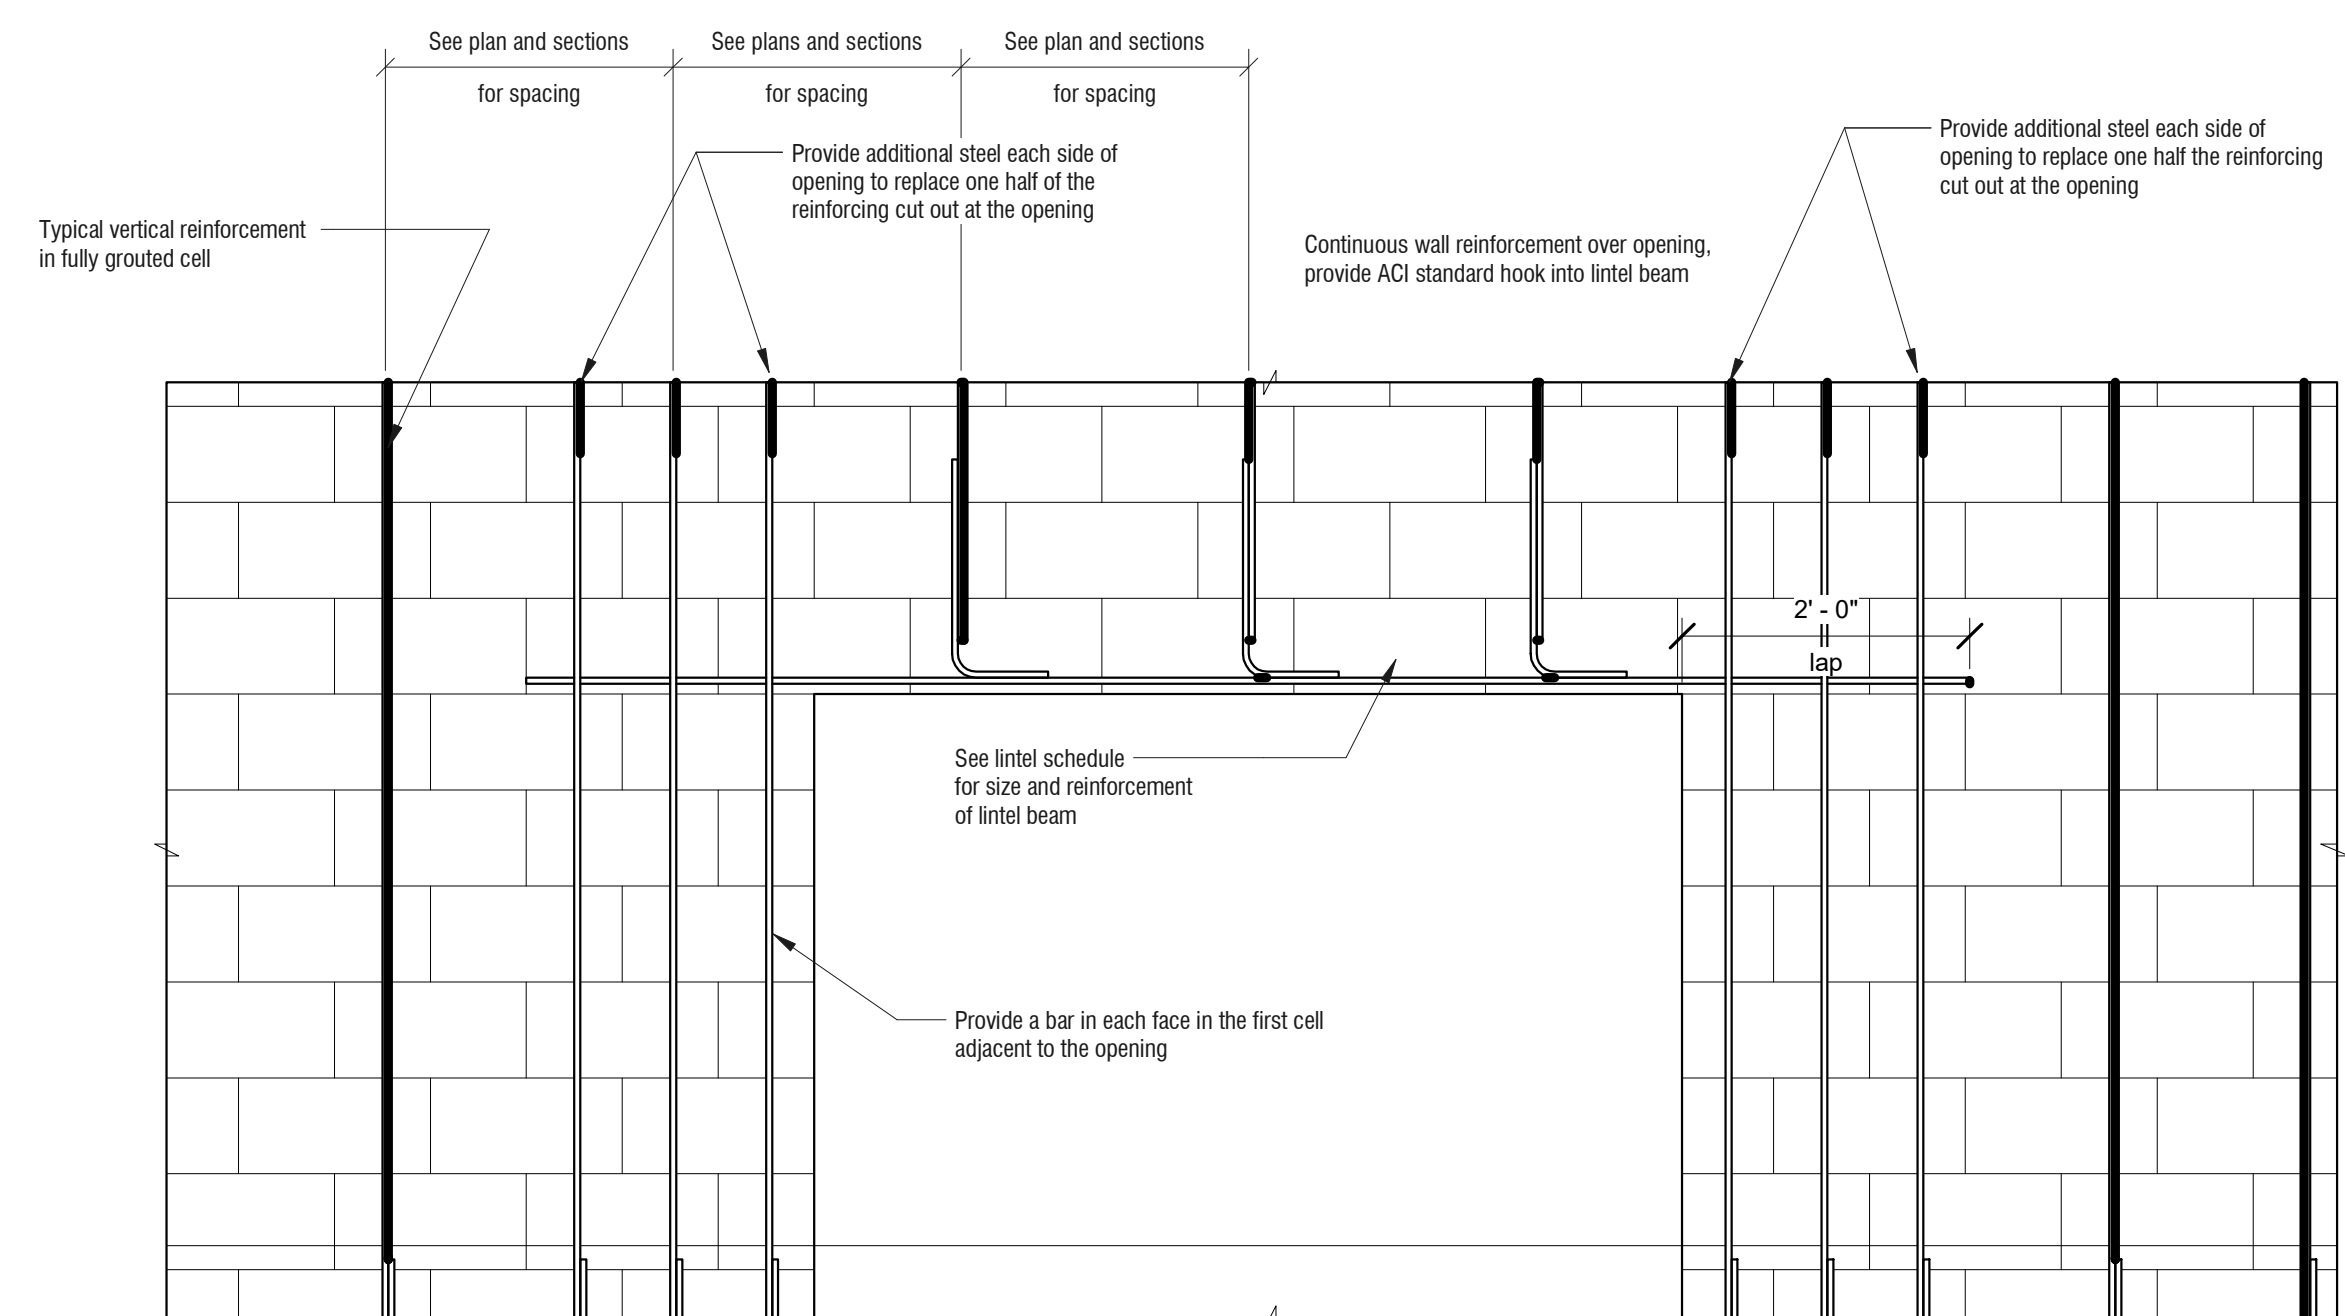 See plan and sections
for spacing
See plans and sections
for spacing
See plan and sections
for spacing
Provide additional steel each side of
opening to replace one half the reinforcing
cut out at the opening
Provide additional steel each side of
opening to replace one half of the
reinforcing cut out at the opening
Typical vertical reinforcement
in fully grouted cell
Continuous wall reinforcement over opening,
provide ACI standard hook into lintel beam
2' - 0"
lap
See lintel schedule
for size and reinforcement
of lintel beam
Provide a bar in each face in the first cell
adjacent to the opening